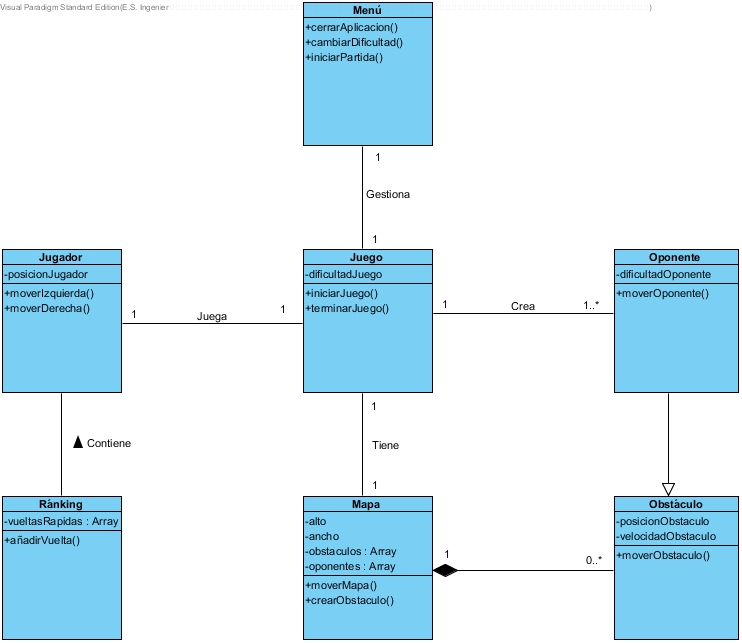 Visual Paradigm Standard Edition(E.S. Ingenier
)
Menú
+cerrarAplicacion()
+cambiarDificultad()
+iniciarPartida()
1
Gestiona
1
Jugador
-posicionJugador
+moverIzquierda()
+moverDerecha()
1
Juega
1
Juego
-dificultadJuego
+iniciarJuego()
+terminarJuego()
1
Crea
1..*
Oponente
-dificultadOponente
+moverOponente()
Contiene
1
Tiene
1
Ránking
-vueltasRapidas : Array
+añadirVuelta()
Mapa
-alto
-ancho
-obstaculos : Array
-oponentes : Array
+moverMapa()
+crearObstaculo()
1
0..*
Obstáculo
-posicionObstaculo
-velocidadObstaculo
+moverObstaculo()